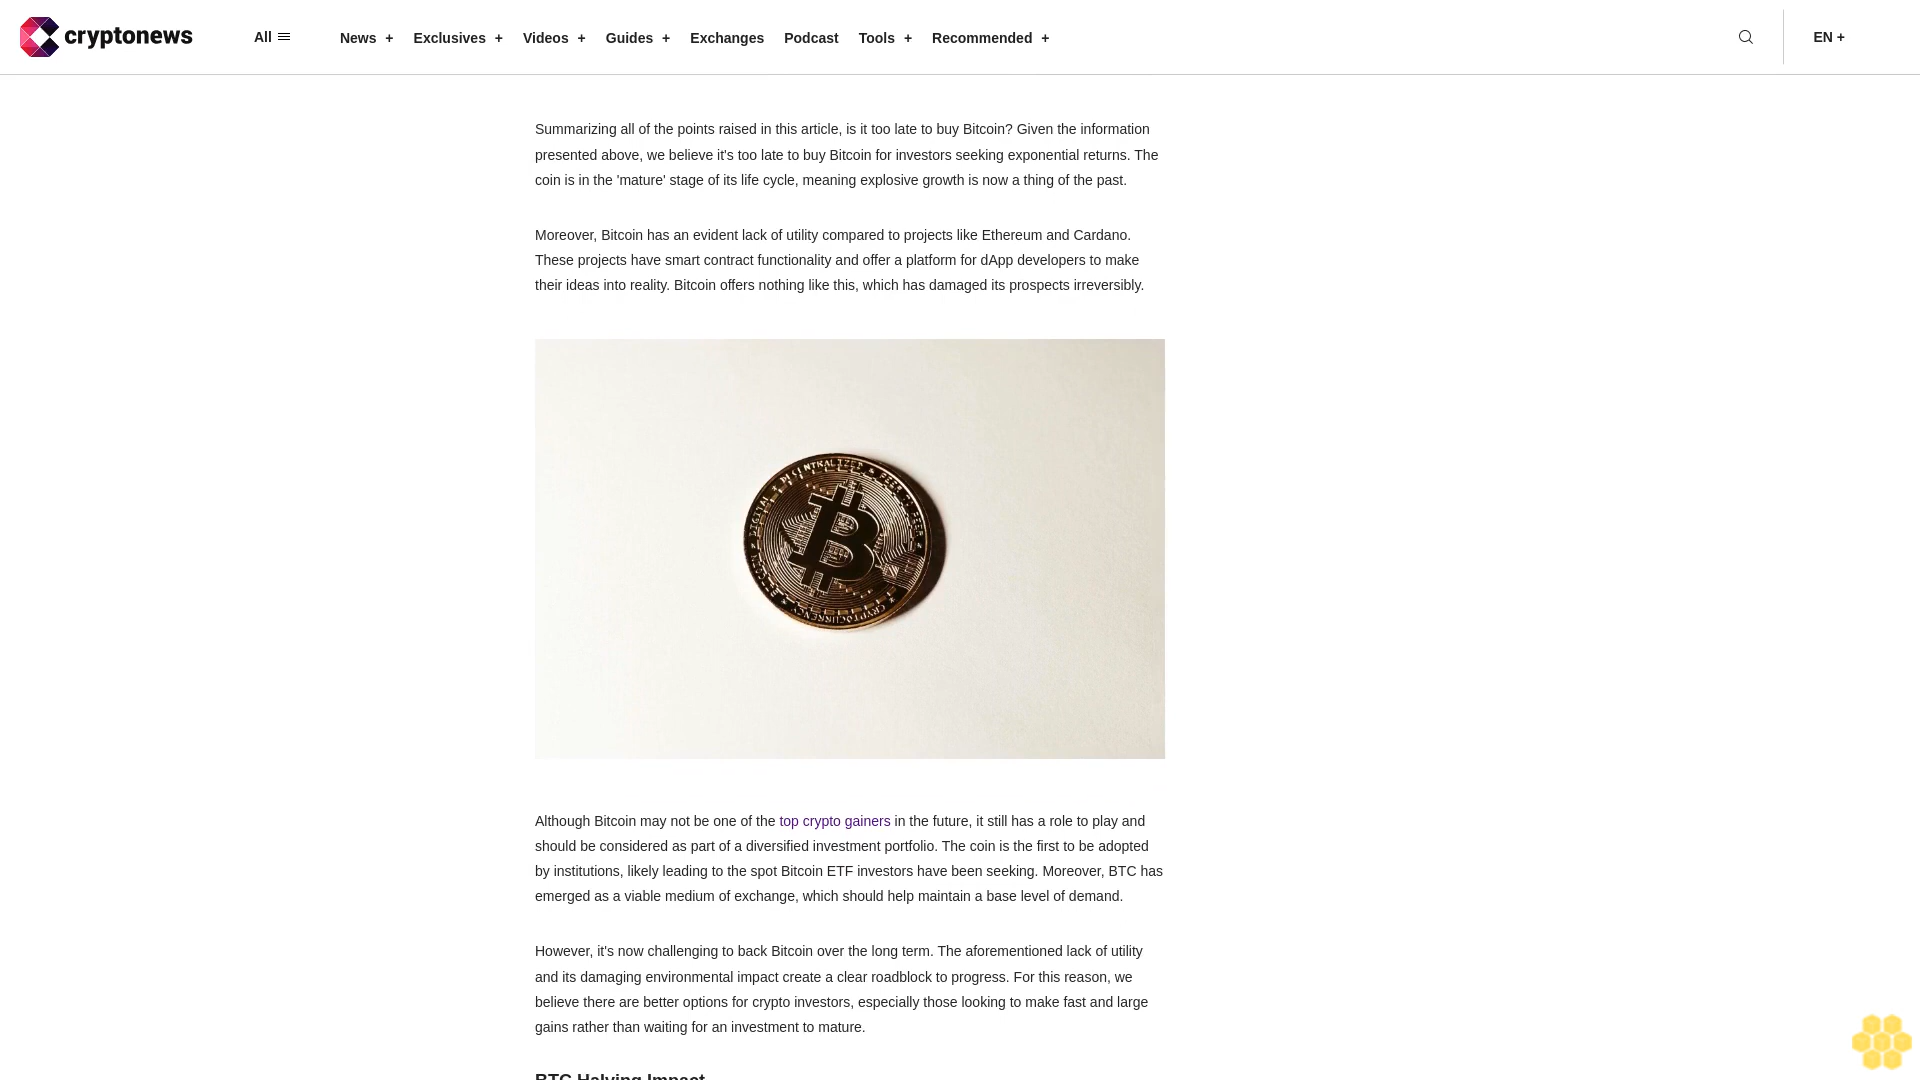 cryptonews
All
News +
Exclusives +
Videos +
Guides +
Exchanges
Podcast
Tools +
Recommended +
EN +
Summarizing all of the points raised in this article, is it too late to buy Bitcoin? Given the information
presented above, we believe it's too late to buy Bitcoin for investors seeking exponential returns. The
coin is in the 'mature' stage of its life cycle, meaning explosive growth is now a thing of the past.
Moreover, Bitcoin has an evident lack of utility compared to projects like Ethereum and Cardano.
These projects have smart contract functionality and offer a platform for dApp developers to make
their ideas into reality. Bitcoin offers nothing like this, which has damaged its prospects irreversibly.
DIGITAL * DECENTRALIZED * PEER TO PEER
* BITCOIN * CRYPTOCURRENCY *
Although Bitcoin may not be one of the top crypto gainers in the future, it still has a role to play and
should be considered as part of a diversified investment portfolio. The coin is the first to be adopted
by institutions, likely leading to the spot Bitcoin ETF investors have been seeking. Moreover, BTC has
emerged as a viable medium of exchange, which should help maintain a base level of demand.
However, it's now challenging to back Bitcoin over the long term. The aforementioned lack of utility
and its damaging environmental impact create a clear roadblock to progress. For this reason, we
believe there are better options for crypto investors, especially those looking to make fast and large
gains rather than waiting for an investment to mature.
BTC Halving Impact